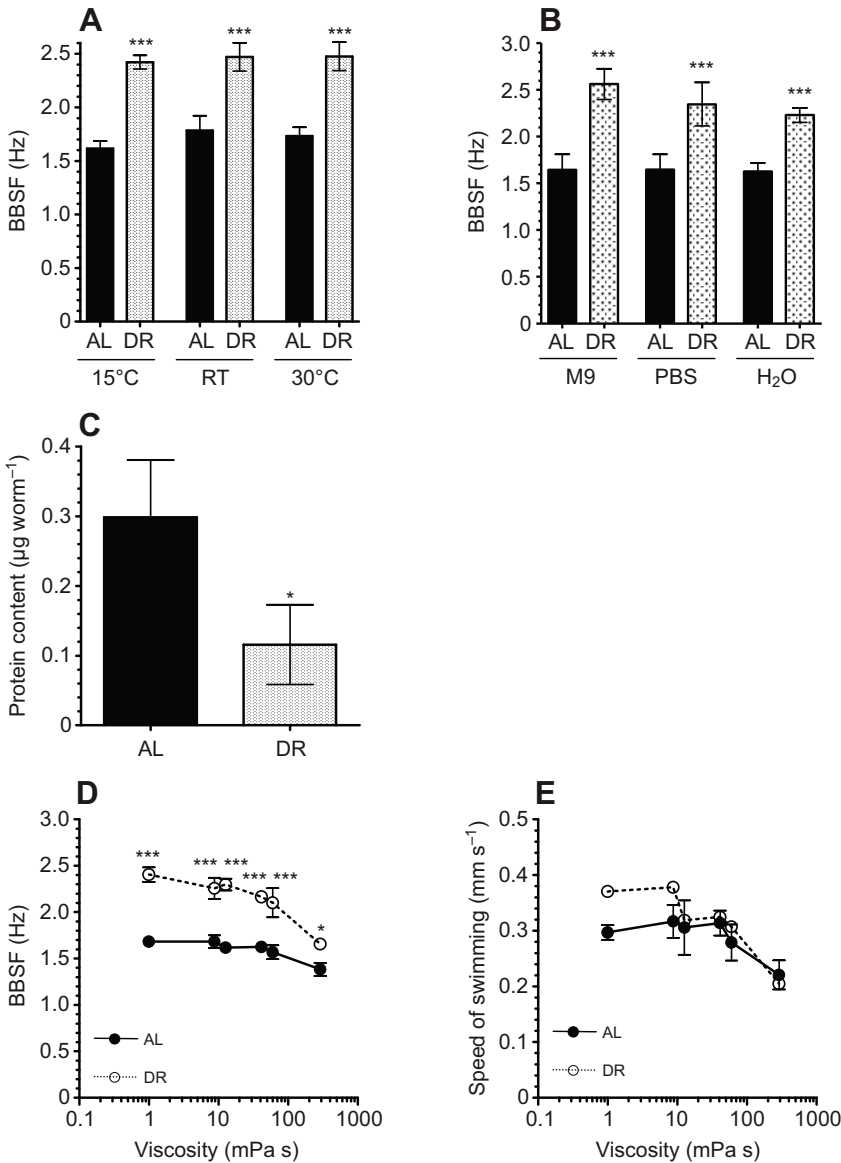 A
2.5
2.0
1.5
1.0
0.5
0
BBSF (Hz)
*** *** ***
AL DR AL DR AL DR
15°C RT 30°C
B
3.0
2.5
2.0
1.5
1.0
0.5
0
BBSF (Hz)
*** *** ***
AL DR AL DR AL DR
M9 PBS H₂O
C
0.4
0.3
0.2
0.1
0
Protein content (µg worm⁻¹)
*
AL DR
D
3.0
2.5
2.0
1.5
1.0
0.5
0
BBSF (Hz)
*** *** *** *** *** *
AL
DR
0.1 1 10 100 1000
Viscosity (mPa s)
E
0.5
0.4
0.3
0.2
0.1
0
Speed of swimming (mm s⁻¹)
AL
DR
0.1 1 10 100 1000
Viscosity (mPa s)